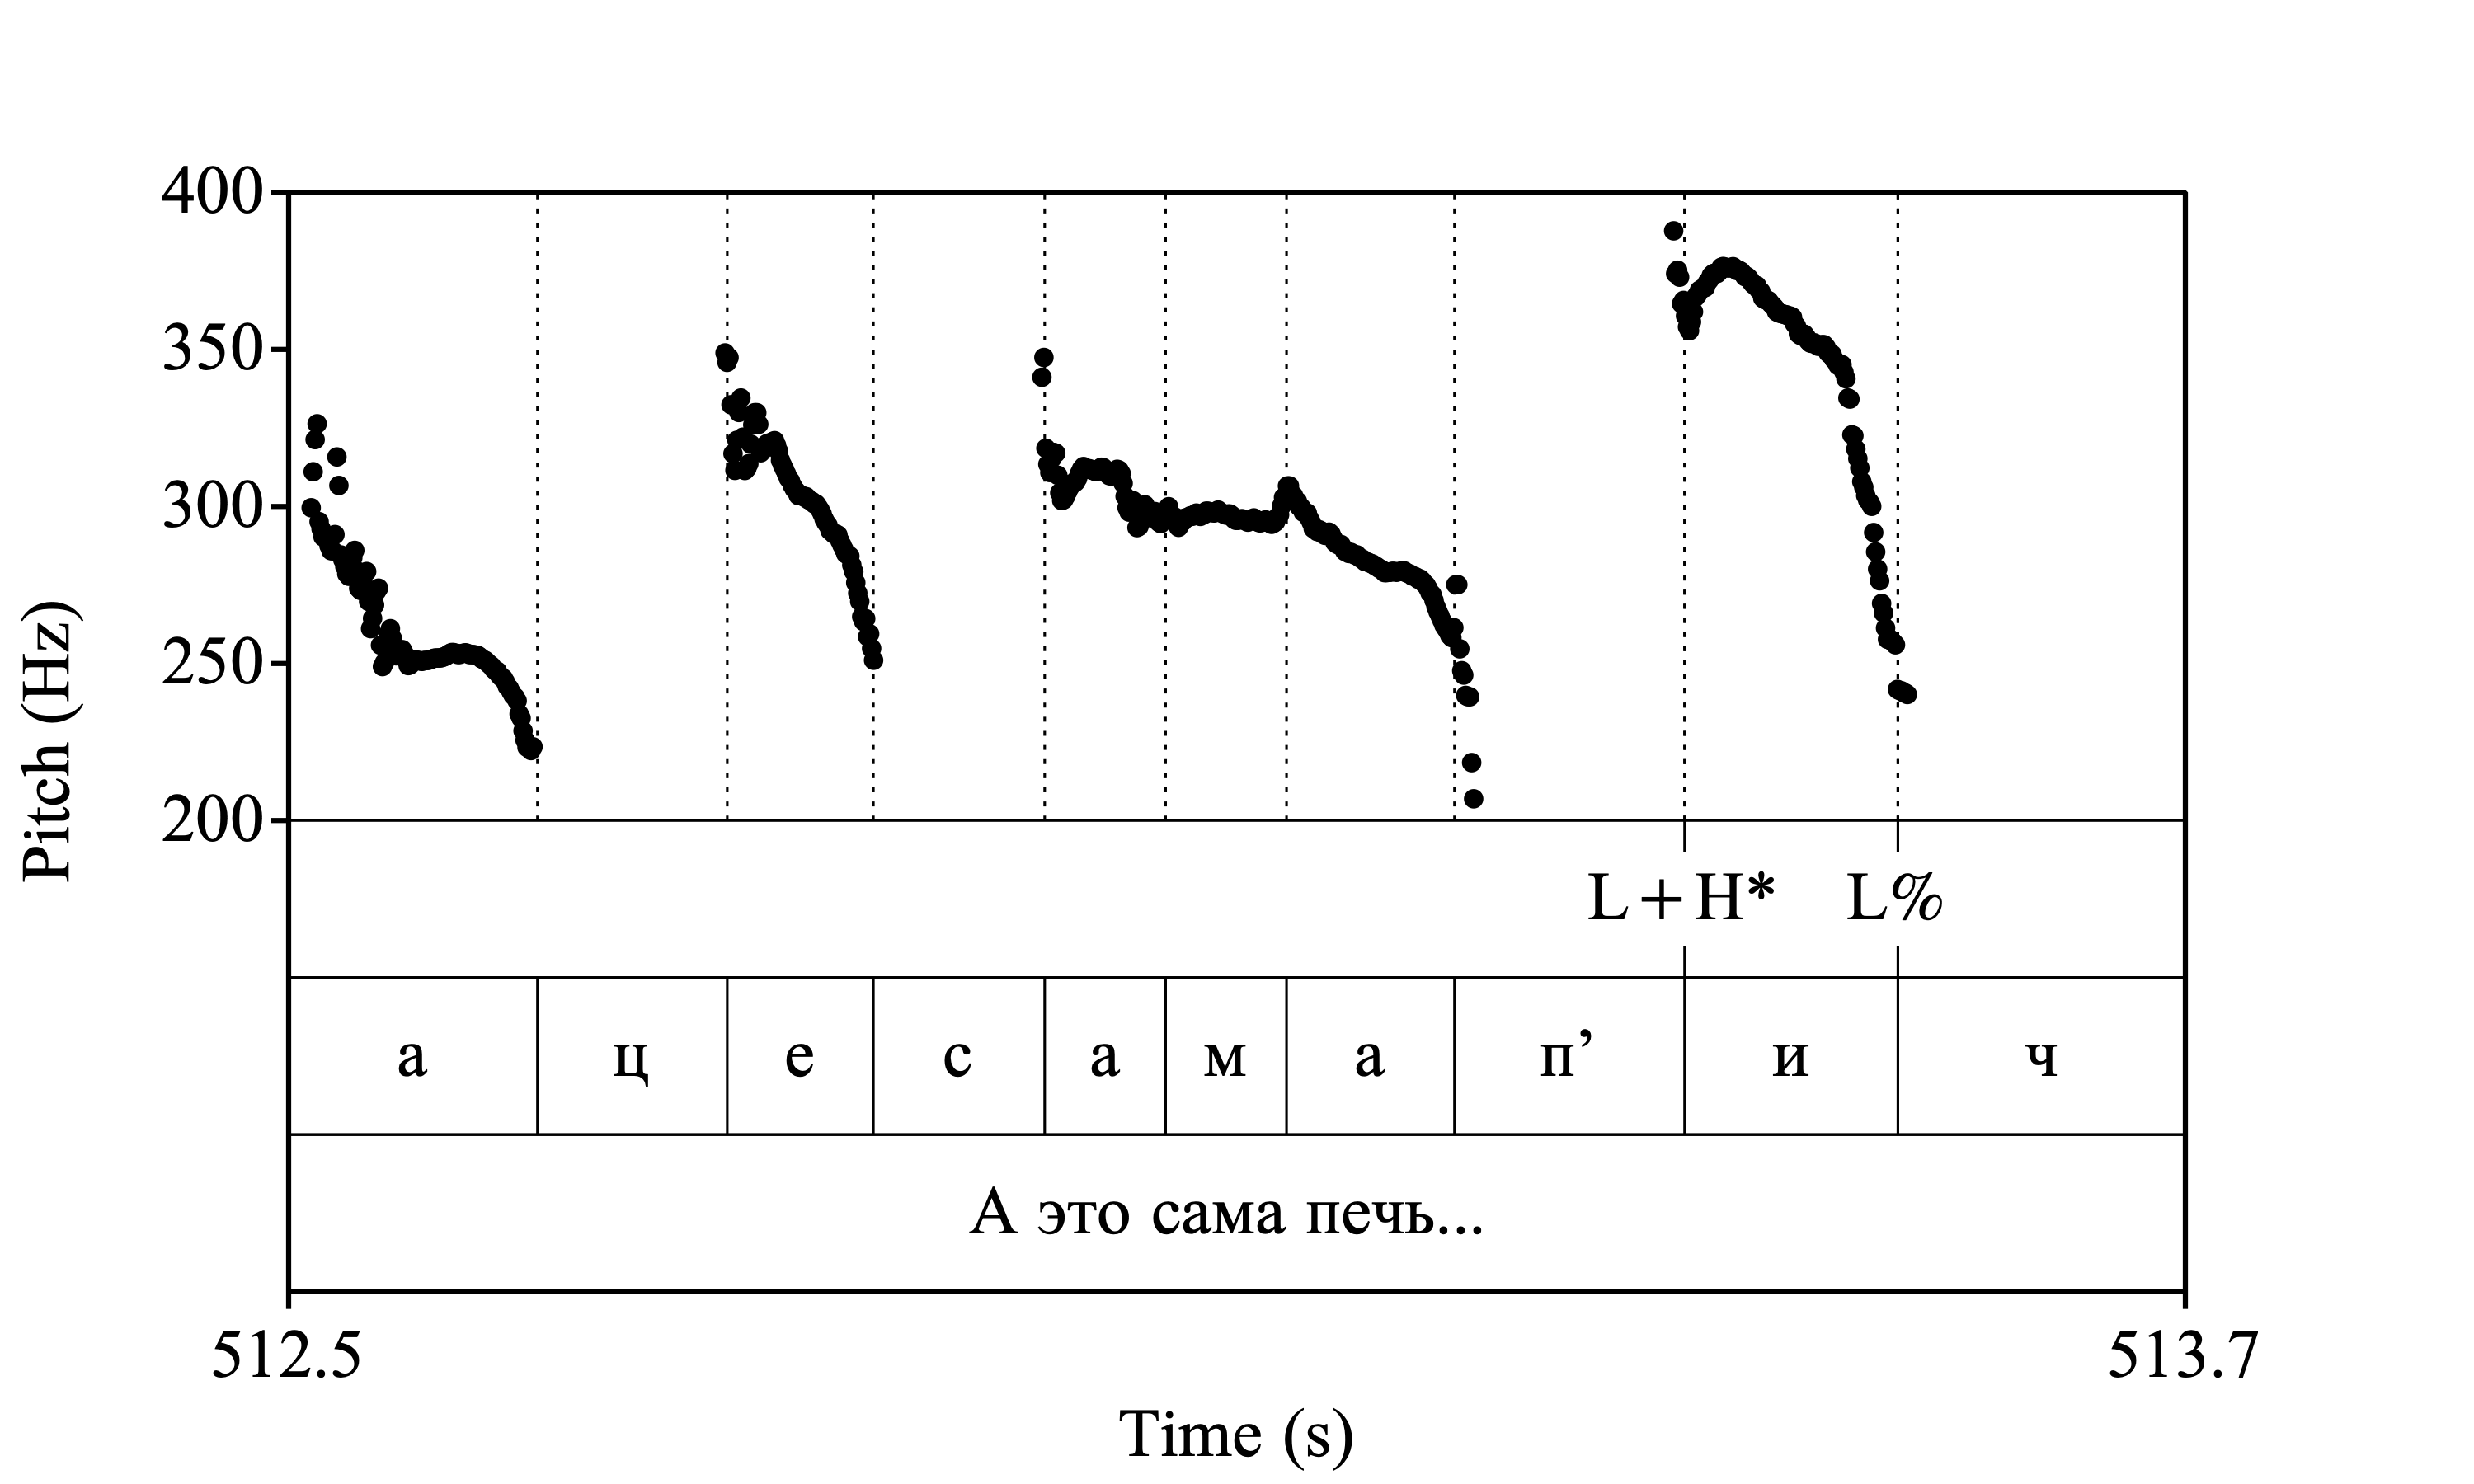 400
350
300
250
200
Pitch (Hz)
L+H* L%
а ц е с а м а п’ и ч
А это сама печь...
512.5 513.7
Time (s)